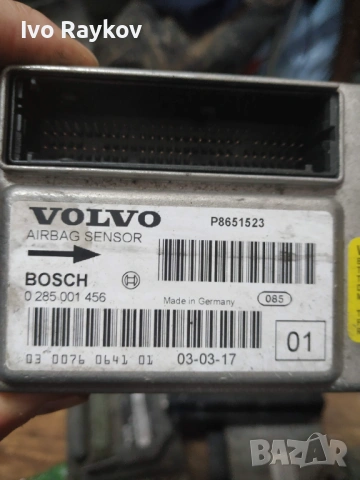 Ivo Raykov
VOLVO
P8651523
AIRBAG SENSOR
BOSCH
0 285 001 456
Made in Germany
085
03 0076 0641 01
03-03-17
01
BAZAR